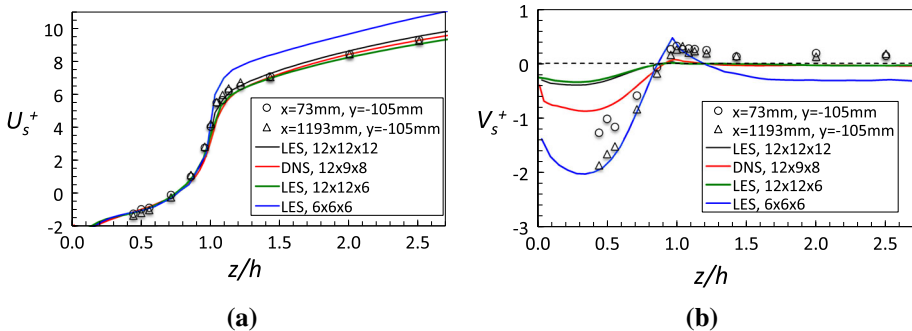 12
10
8
6
4
2
0
-2
U_s^+
x=73mm, y=-105mm
x=1193mm, y=-105mm
LES, 12x12x12
DNS, 12x9x8
LES, 12x12x6
LES, 6x6x6
0.0 0.5 1.0 1.5 2.0 2.5
z/h
(a)
1
0
-1
-2
-3
V_s^+
x=73mm, y=-105mm
x=1193mm, y=-105mm
LES, 12x12x12
DNS, 12x9x8
LES, 12x12x6
LES, 6x6x6
0.0 0.5 1.0 1.5 2.0 2.5
z/h
(b)